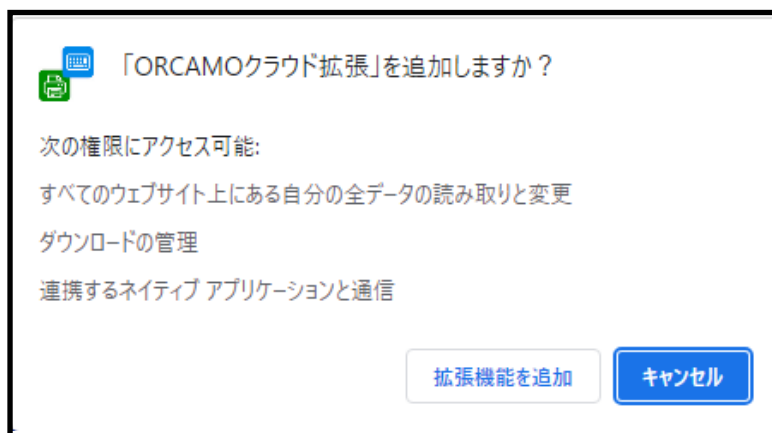 「ORCAMOクラウド拡張」を追加しますか？
次の権限にアクセス可能:
すべてのウェブサイト上にある自分の全データの読み取りと変更
ダウンロードの管理
連携するネイティブ アプリケーションと通信
拡張機能を追加
キャンセル